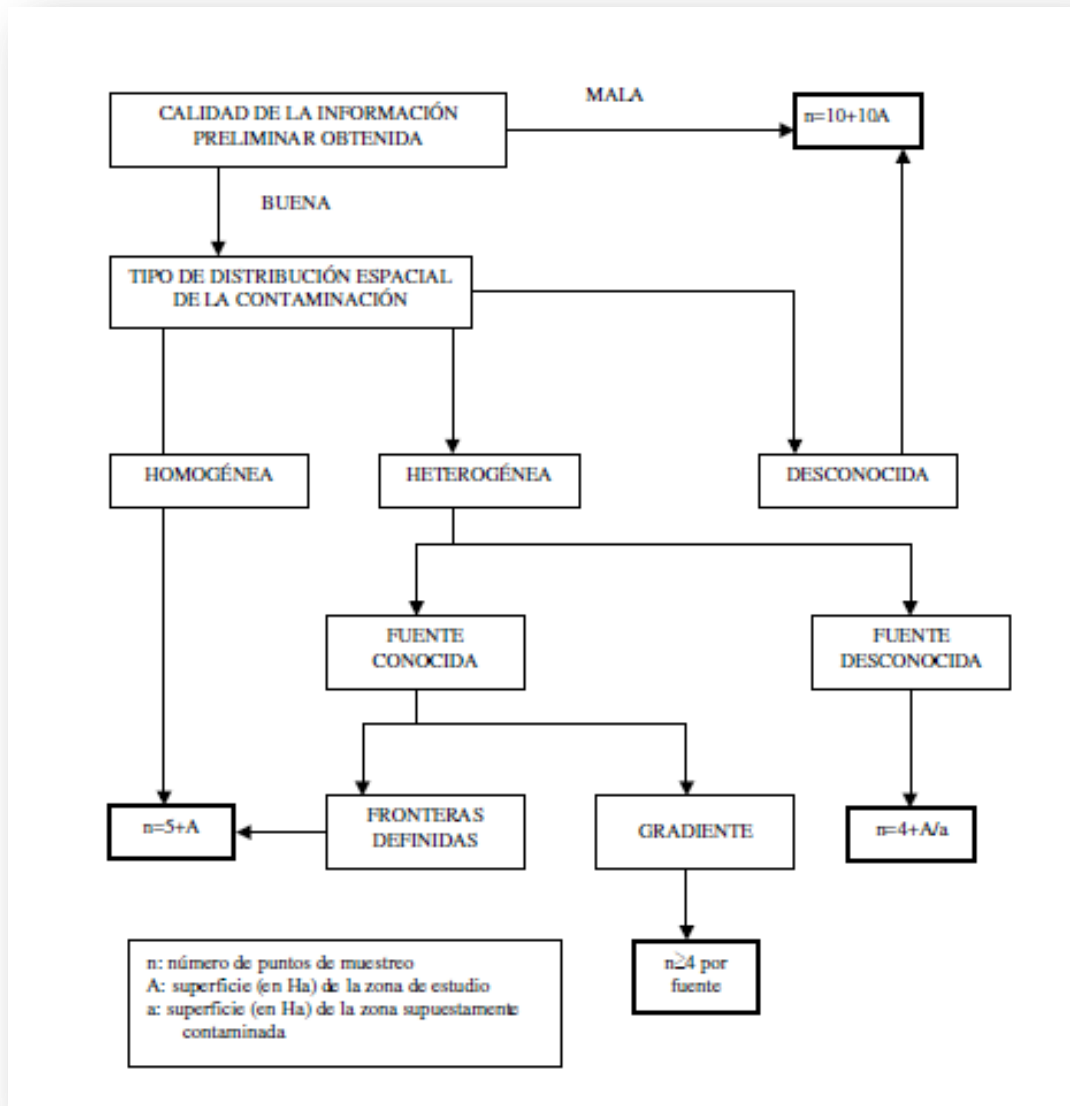 MALA
CALIDAD DE LA INFORMACIÓN
PRELIMINAR OBTENIDA
n=10+10A
BUENA
TIPO DE DISTRIBUCIÓN ESPACIAL
DE LA CONTAMINACIÓN
HOMOGÉNEA
HETEROGÉNEA
DESCONOCIDA
FUENTE
CONOCIDA
FUENTE
DESCONOCIDA
n=5+A
FRONTERAS
DEFINIDAS
GRADIENTE
n=4+A/a
n≥4 por
fuente
n: número de puntos de muestreo
A: superficie (en Ha) de la zona de estudio
a: superficie (en Ha) de la zona supuestamente
contaminada